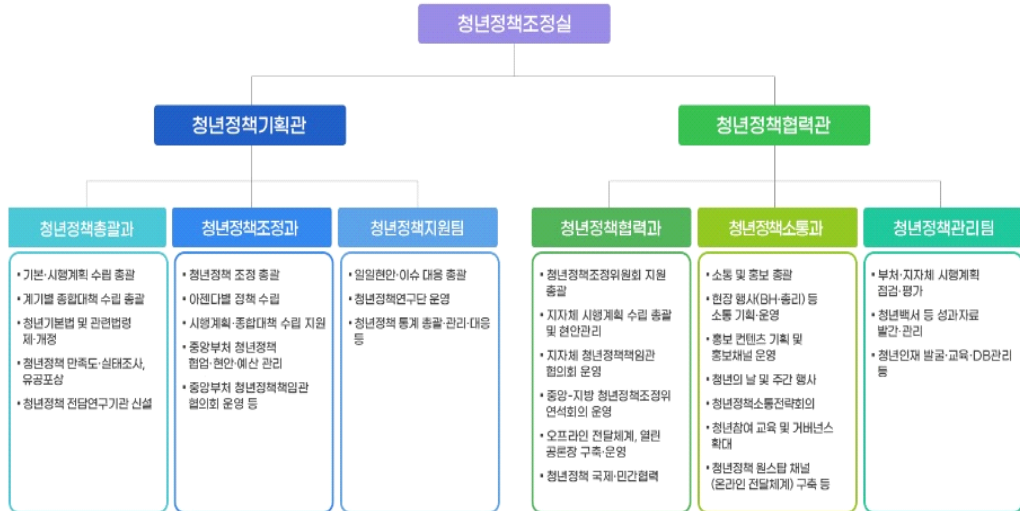 청년정책조정실
청년정책기획관
청년정책협력관
청년정책총괄과
• 기본·시행계획 수립 총괄
• 계기별 종합대책 수립 총괄
• 청년기본법 및 관련법령
제·개정
• 청년정책 만족도·실태조사,
유공포상
• 청년정책 전담연구기관 신설
청년정책조정과
• 청년정책 조정 총괄
• 아젠다별 정책 수립
• 시행계획·종합대책 수립 지원
• 중앙부처 청년정책
협업·현안·예산 관리
• 중앙부처 청년정책책임관
협의회 운영 등
청년정책지원팀
• 일일현안·이슈 대응 총괄
• 청년정책연구단 운영
• 청년정책 통계 총괄·관리·대응
등
청년정책협력과
• 청년정책조정위원회 지원
총괄
• 지자체 시행계획 수립 총괄
및 현안관리
• 지자체 청년정책책임관
협의회 운영
• 중앙-지방 청년정책조정위
연석회의 운영
• 오프라인 전달체계, 열린
공론장 구축·운영
• 청년정책 국제·민간협력
청년정책소통과
• 소통 및 홍보 총괄
• 현장 행사(BH·총리) 등
소통 기획·운영
• 홍보 컨텐츠 기획 및
홍보채널 운영
• 청년의 날 및 주간 행사
• 청년정책소통전략회의
• 청년참여 교육 및 거버넌스
확대
• 청년정책 원스탑 채널
(온라인 전달체계) 구축 등
청년정책관리팀
• 부처·지자체 시행계획
점검·평가
• 청년백서 등 성과자료
발간·관리
• 청년인재 발굴·교육·DB관리
등